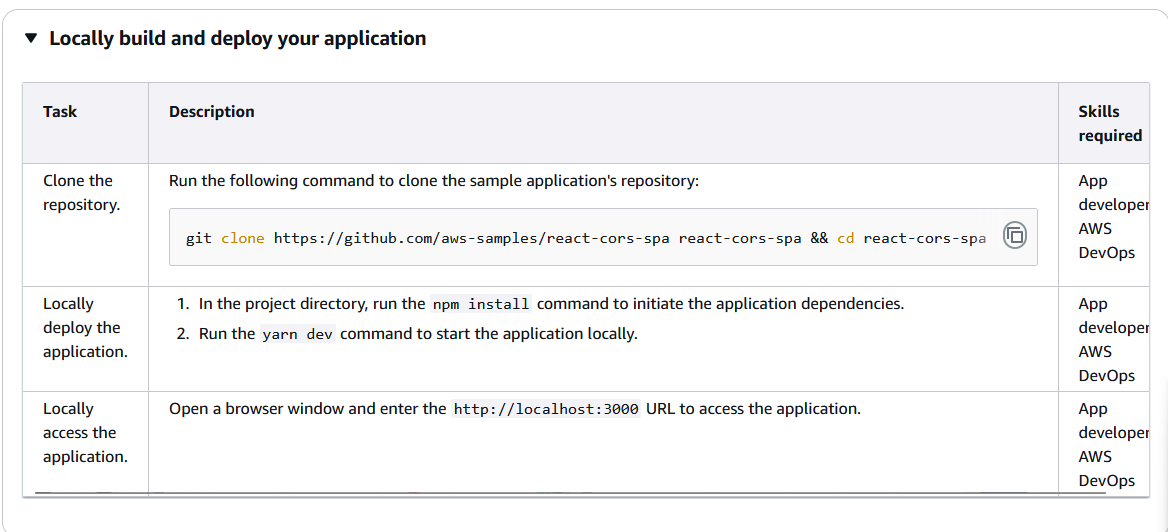 ▼ Locally build and deploy your application
Task
Description
Skills
required
Clone the
repository.
Run the following command to clone the sample application's repository:
git clone https://github.com/aws-samples/react-cors-spa react-cors-spa && cd react-cors-spa
App
developer
AWS
DevOps
Locally
deploy the
application.
1. In the project directory, run the npm install command to initiate the application dependencies.
2. Run the yarn dev command to start the application locally.
App
developer
AWS
DevOps
Locally
access the
application.
Open a browser window and enter the http://localhost:3000 URL to access the application.
App
developer
AWS
DevOps